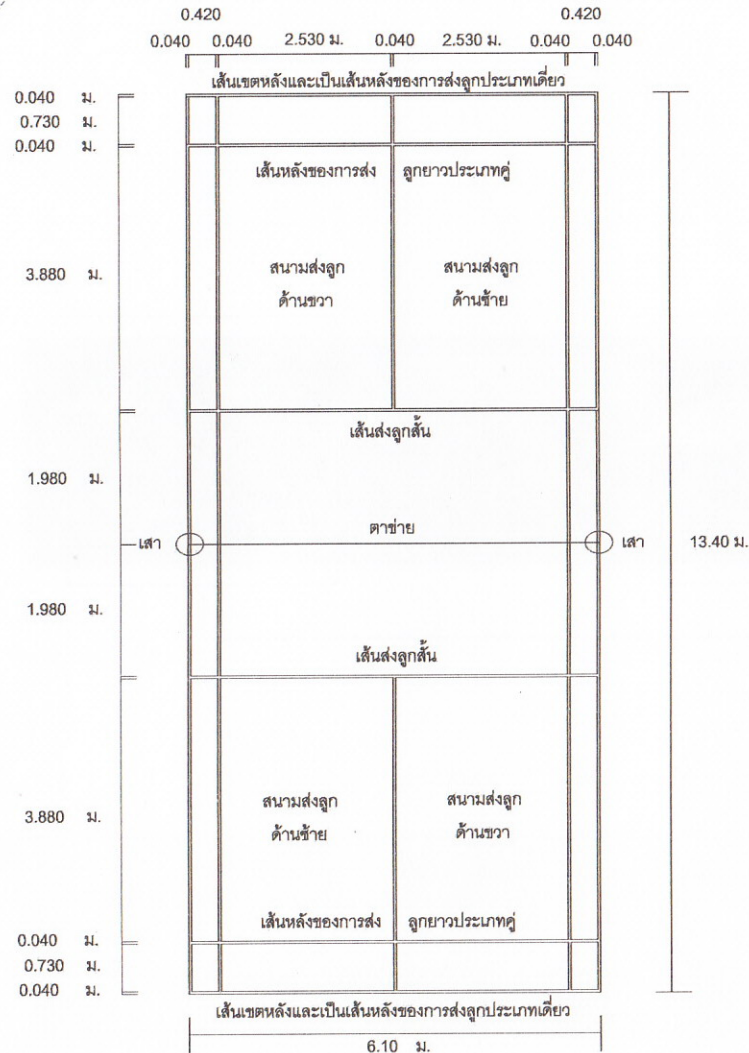 0.420 0.420
0.040 0.040 2.530 ม. 0.040 2.530 ม. 0.040 0.040
เส้นเขตหลังและเป็นเส้นหลังของการส่งลูกประเภทเดี่ยว
0.040 ม.
0.730 ม.
0.040 ม.
เส้นหลังของการส่ง ลูกยาวประเภทคู่
3.880 ม.
สนามส่งลูก สนามส่งลูก
ด้านขวา ด้านซ้าย
เส้นส่งลูกสั้น
1.980 ม.
ตาข่าย
เสา เสา 13.40 ม.
1.980 ม.
เส้นส่งลูกสั้น
3.880 ม.
สนามส่งลูก สนามส่งลูก
ด้านซ้าย ด้านขวา
เส้นหลังของการส่ง ลูกยาวประเภทคู่
0.040 ม.
0.730 ม.
0.040 ม.
เส้นเขตหลังและเป็นเส้นหลังของการส่งลูกประเภทเดี่ยว
6.10 ม.